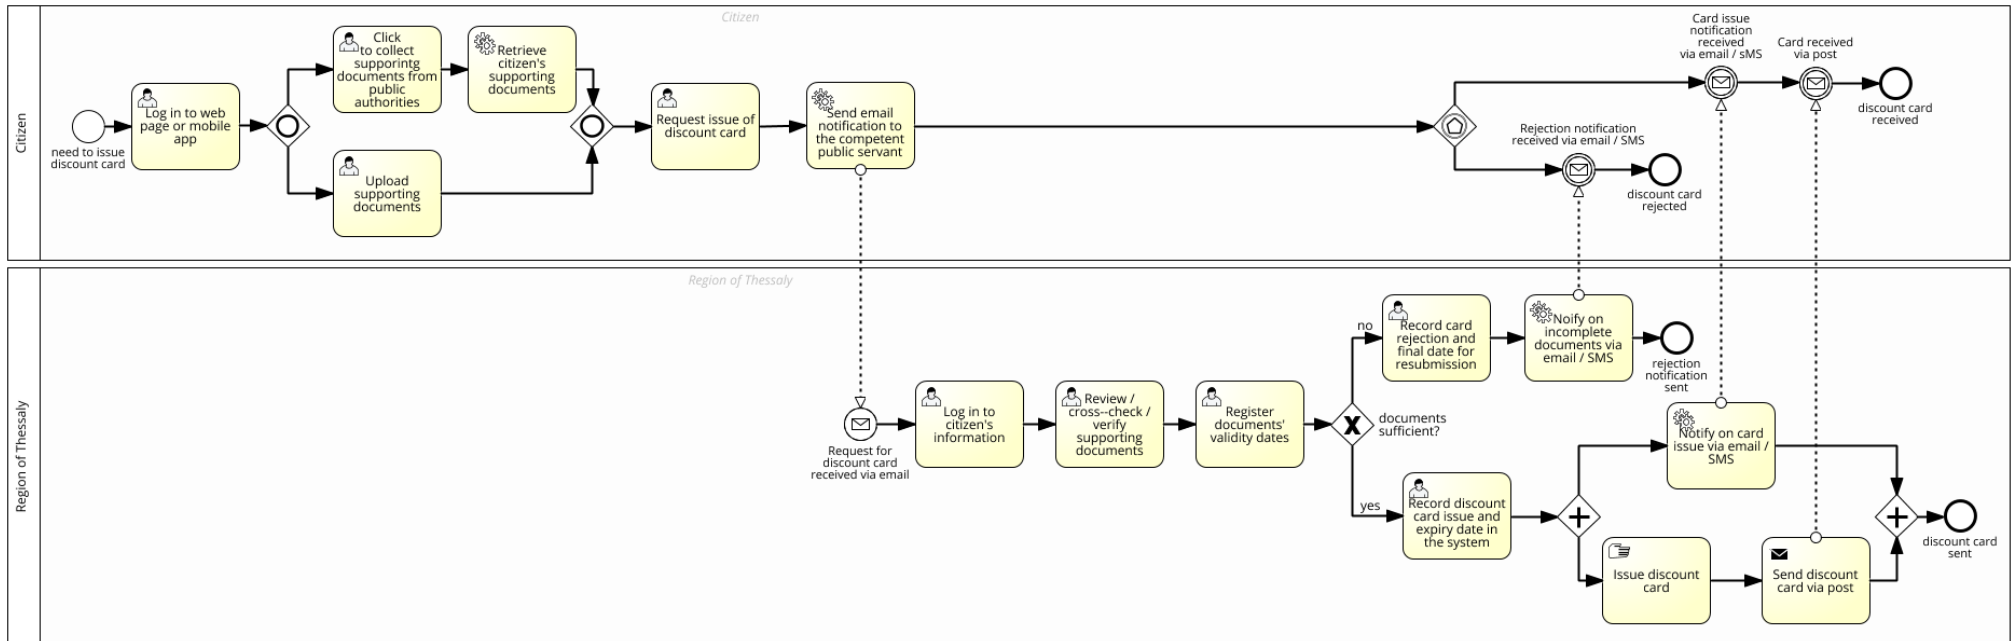 Citizen
Citizen
need to issue
discount card
Log in to web
page or mobile
app
Click
to collect
supporintg
documents from
public
authorities
Retrieve
citizen's
supporting
documents
Upload
supporting
documents
Request issue of
discount card
Send email
notification to
the competent
public servant
Rejection notification
received via email / SMS
discount card
rejected
Card issue
notification
received
via email / sMS
Card received
via post
discount card
received
Region of Thessaly
Region of Thessaly
Request for
discount card
received via email
Log in to
citizen's
information
Review /
cross--check /
verify
supporting
documents
Register
documents'
validity dates
documents
sufficient?
no
Record card
rejection and
final date for
resubmission
Noify on
incomplete
documents via
email / SMS
rejection
notification
sent
yes
Record discount
card issue and
expiry date in
the system
Notify on card
issue via email /
SMS
Issue discount
card
Send discount
card via post
discount card
sent